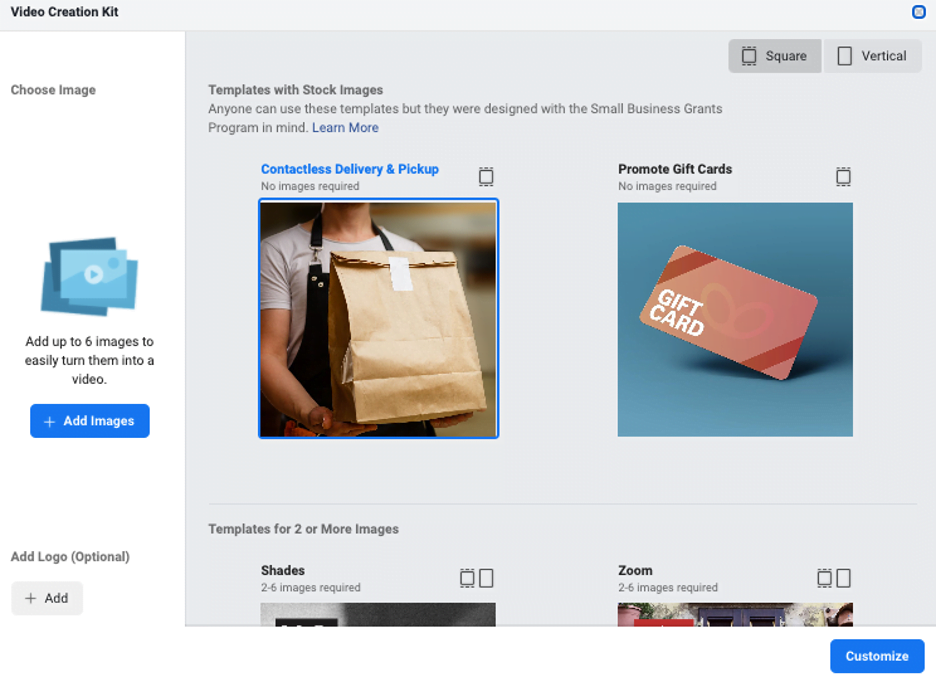 Video Creation Kit
Square
Vertical
Choose Image
Templates with Stock Images
Anyone can use these templates but they were designed with the Small Business Grants
Program in mind. Learn More
Contactless Delivery & Pickup
No images required
Promote Gift Cards
No images required
GIFT
CARD
Add up to 6 images to
easily turn them into a
video.
+ Add Images
Templates for 2 or More Images
Add Logo (Optional)
Shades
2-6 images required
Zoom
2-6 images required
+ Add
Customize